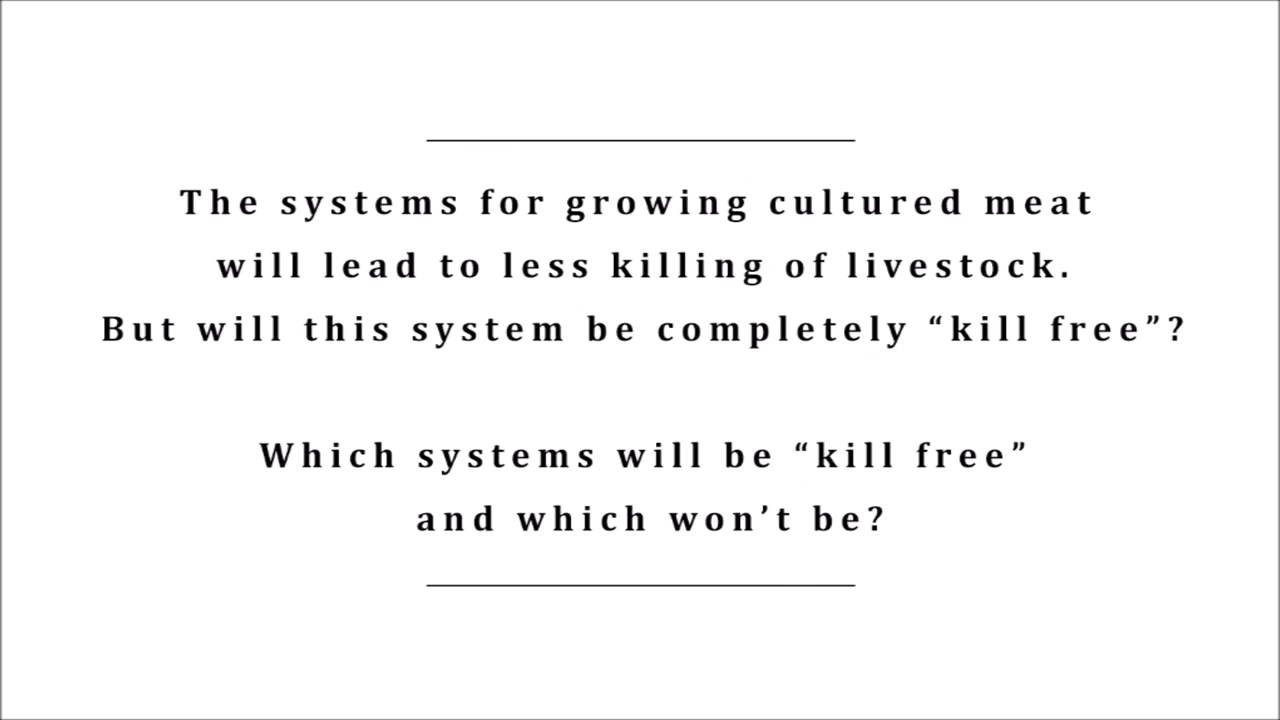 The systems for growing cultured meat
will lead to less killing of livestock.
But will this system be completely “kill free”?
Which systems will be “kill free”
and which won’t be?